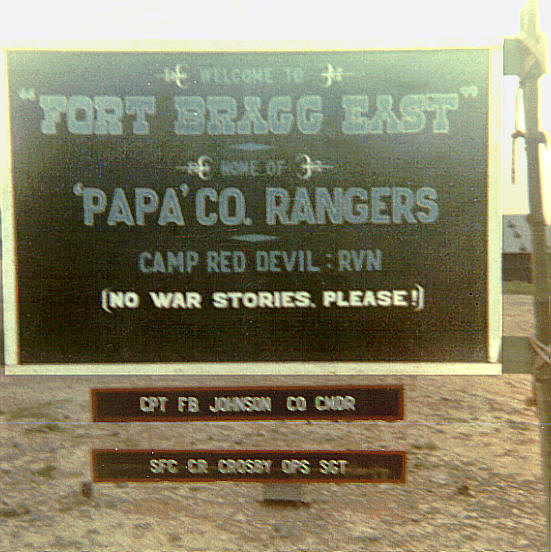 WELCOME TO
"FORT BRAGG EAST"
HOME OF
'PAPA' CO. RANGERS
CAMP RED DEVIL : RVN
(NO WAR STORIES, PLEASE!)
CPT FB JOHNSON CO CMDR
SFC CR CROSBY OPS SGT